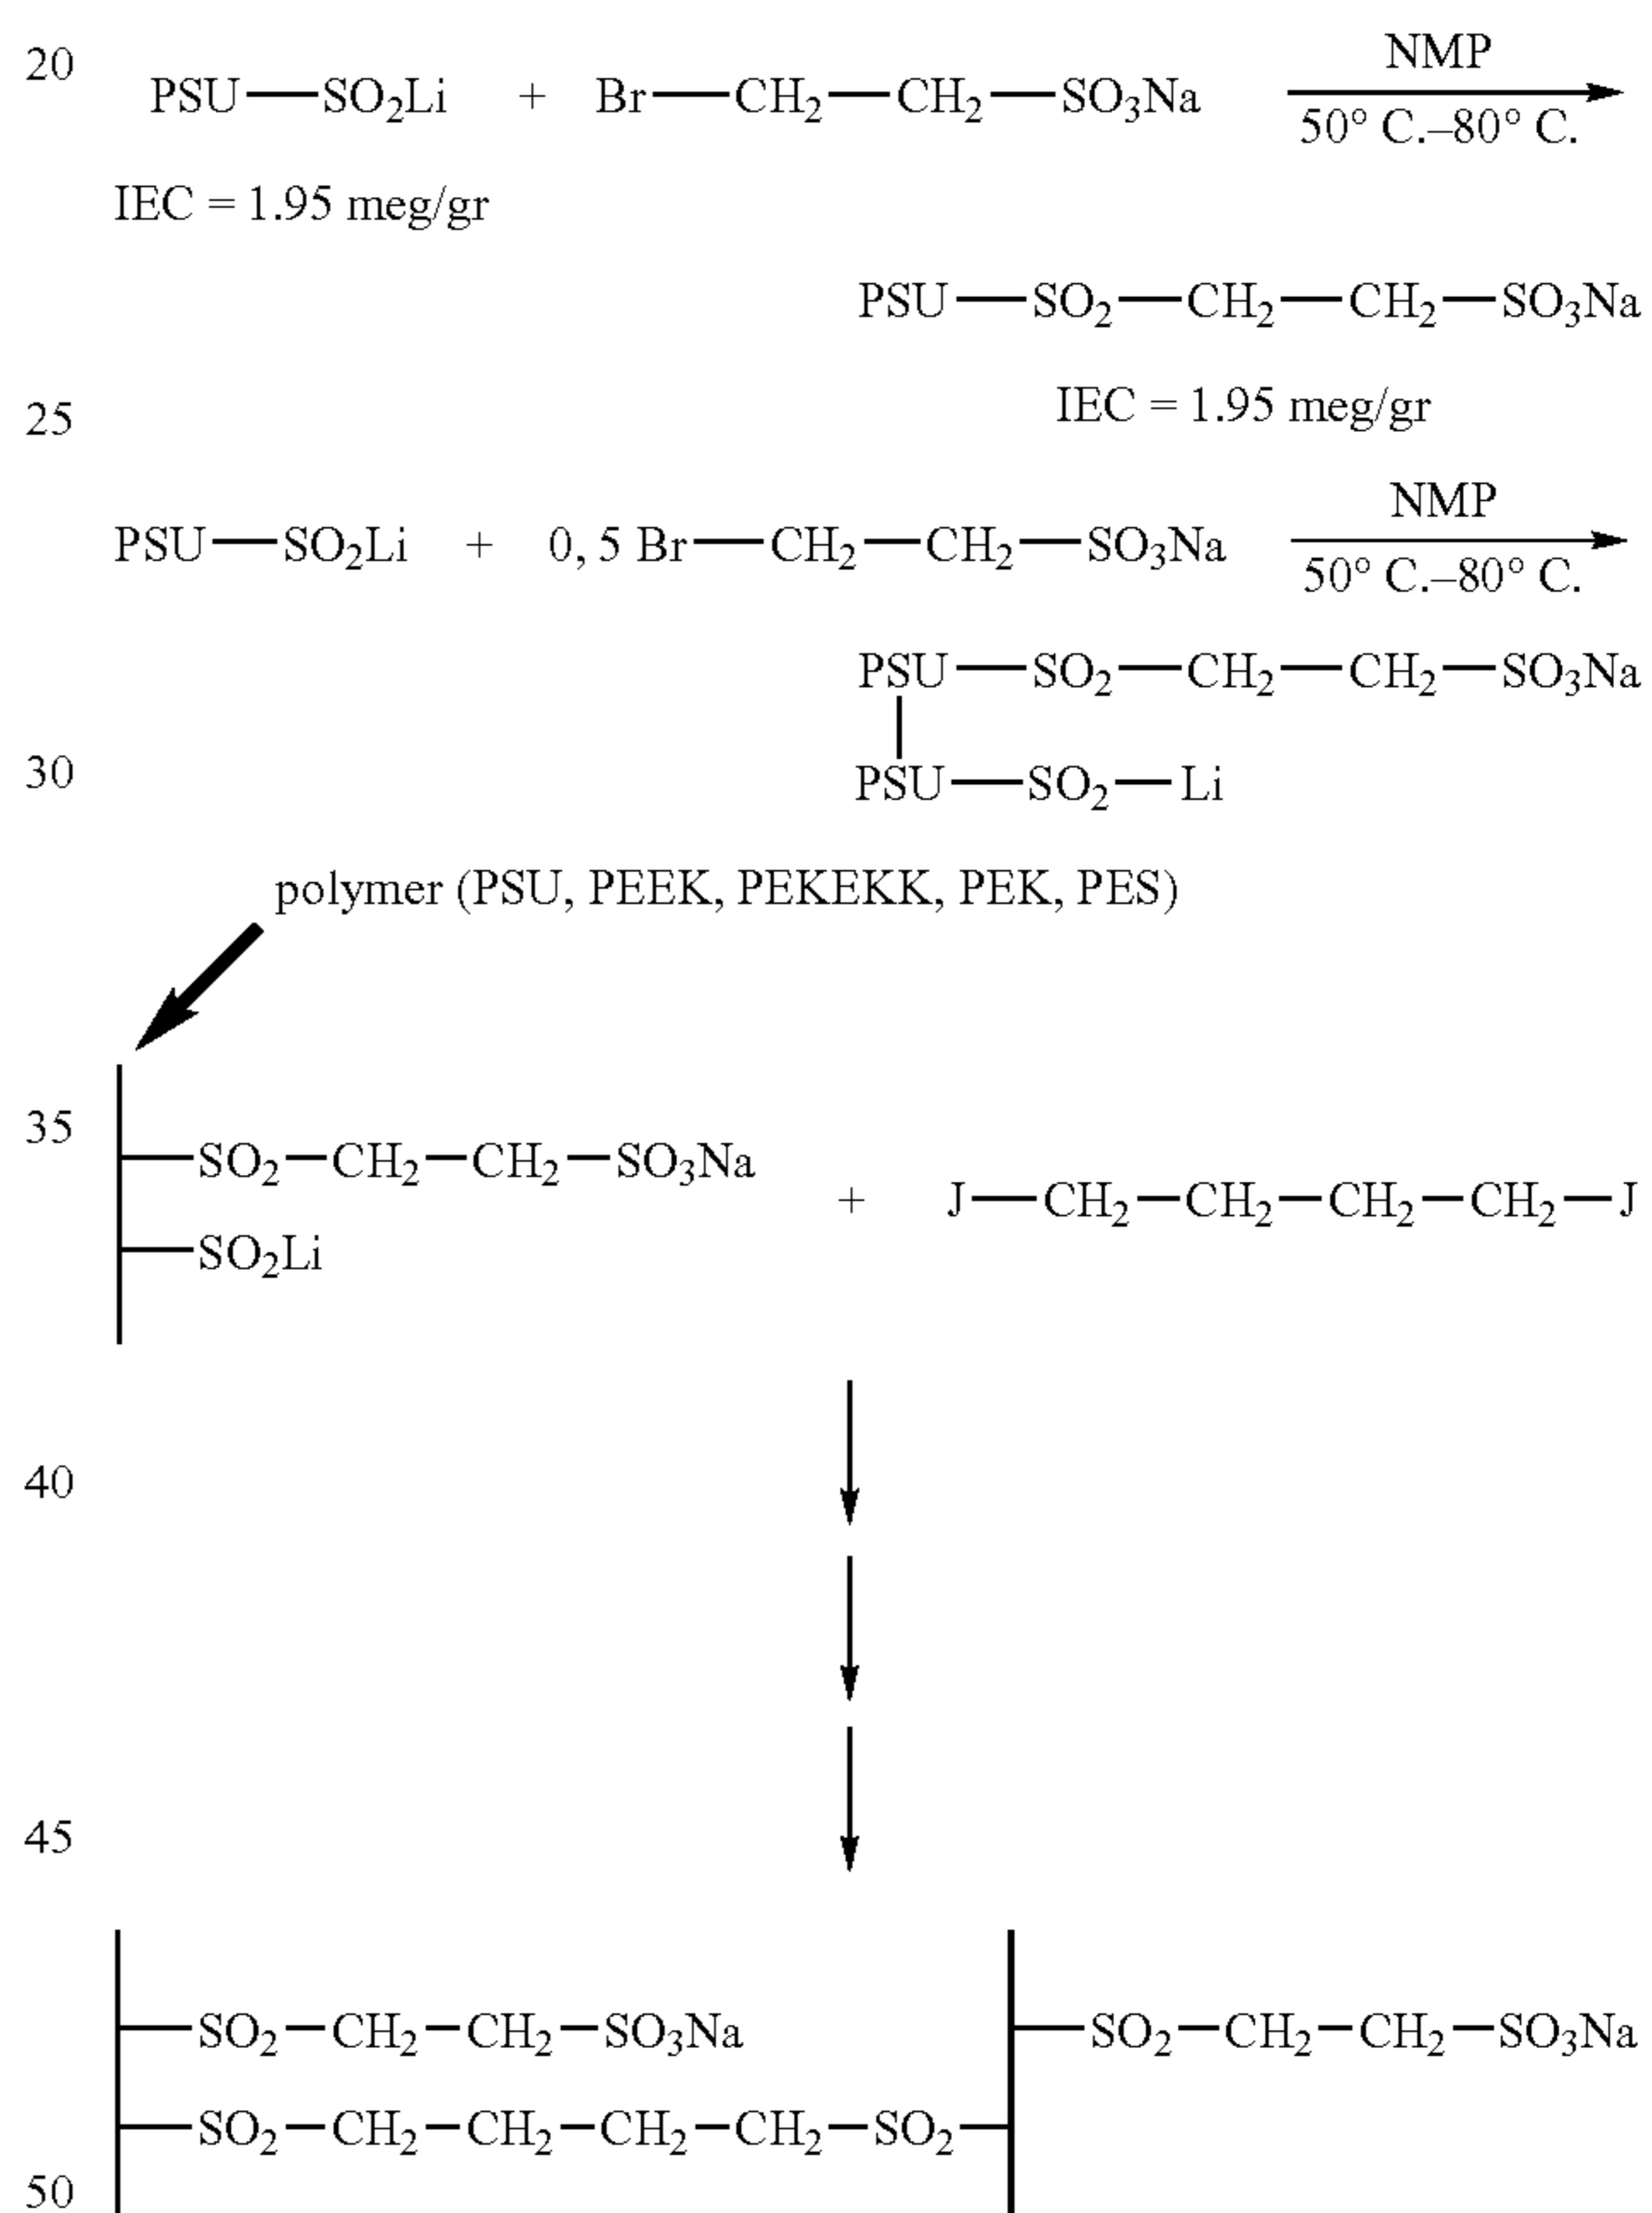 NMP
20 PSU—SO₂Li + Br—CH₂—CH₂—SO₃Na
50° C.–80° C.
IEC = 1.95 meg/gr
PSU—SO₂—CH₂—CH₂—SO₃Na
25 IEC = 1.95 meg/gr
NMP
PSU—SO₂Li + 0, 5 Br—CH₂—CH₂—SO₃Na
50° C.–80° C.
PSU—SO₂—CH₂—CH₂—SO₃Na
30 PSU—SO₂—Li
polymer (PSU, PEEK, PEKEKK, PEK, PES)
35
SO₂—CH₂—CH₂—SO₃Na
+ J—CH₂—CH₂—CH₂—CH₂—J
SO₂Li
40
45
SO₂—CH₂—CH₂—SO₃Na SO₂—CH₂—CH₂—SO₃Na
SO₂—CH₂—CH₂—CH₂—CH₂—SO₂
50